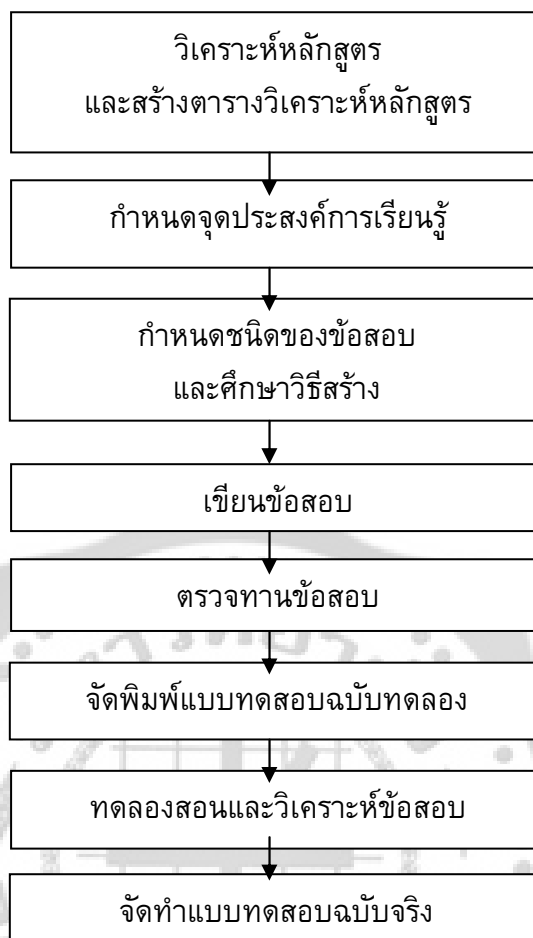 วิเคราะห์หลักสูตร
และสร้างตารางวิเคราะห์หลักสูตร
กำหนดจุดประสงค์การเรียนรู้
กำหนดชนิดของข้อสอบ
และศึกษาวิธีสร้าง
เขียนข้อสอบ
ตรวจทานข้อสอบ
จัดพิมพ์แบบทดสอบฉบับทดลอง
ทดลองสอนและวิเคราะห์ข้อสอบ
จัดทำแบบทดสอบฉบับจริง